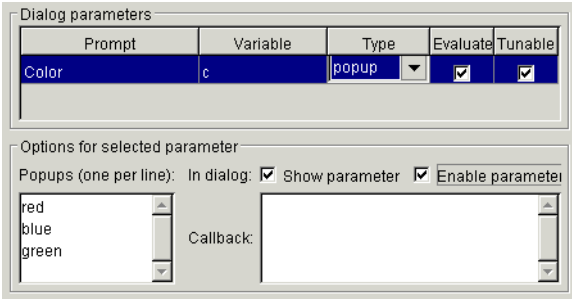 Dialog parameters
Prompt Variable Type Evaluate Tunable
Color c popup
Options for selected parameter
Popups (one per line): In dialog: Show parameter Enable parameter
red
blue
green
Callback: